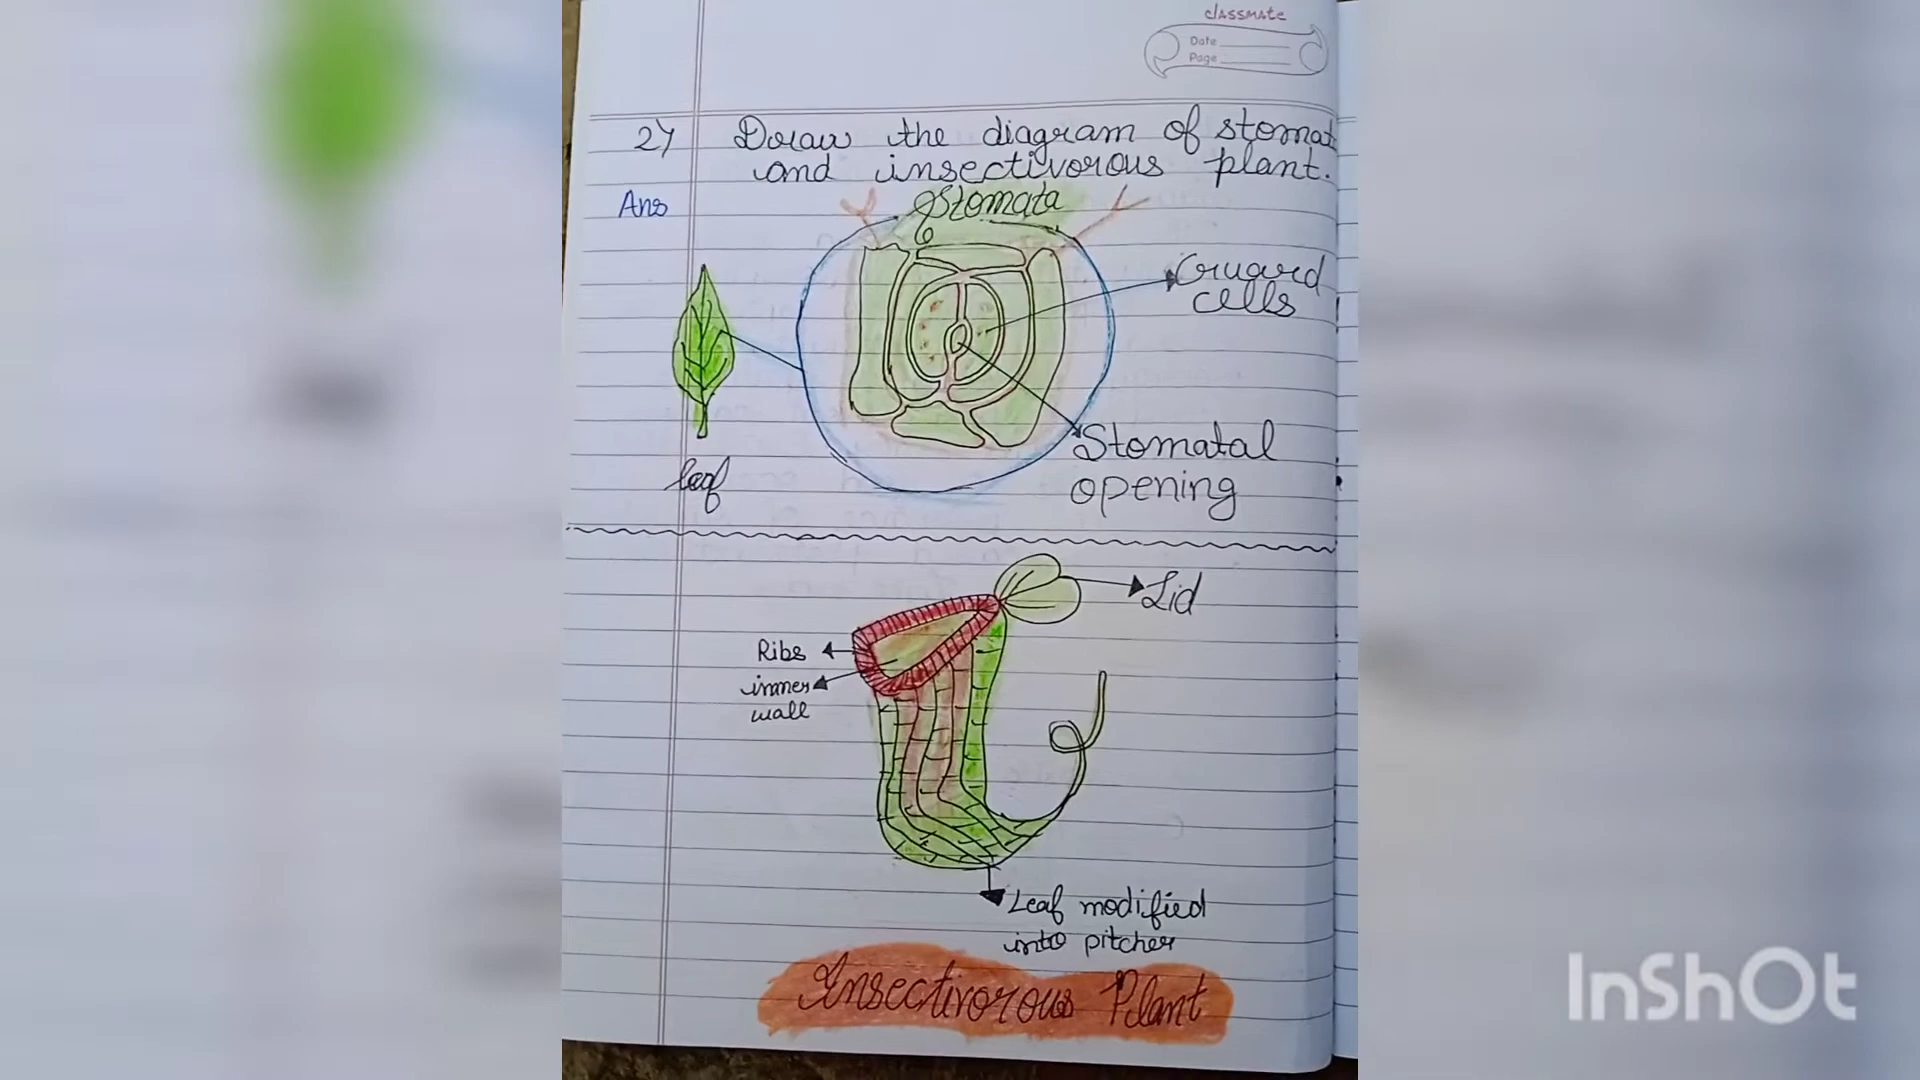 classmate
Date
Page
27 Draw the diagram of stomat
and insectivorous plant.
Ans
Stomata
Guard
cells
Stomatal
opening
leaf
Lid
Ribs
inner
wall
Leaf modified
into pitcher
Insectivorous Plant
InShOt